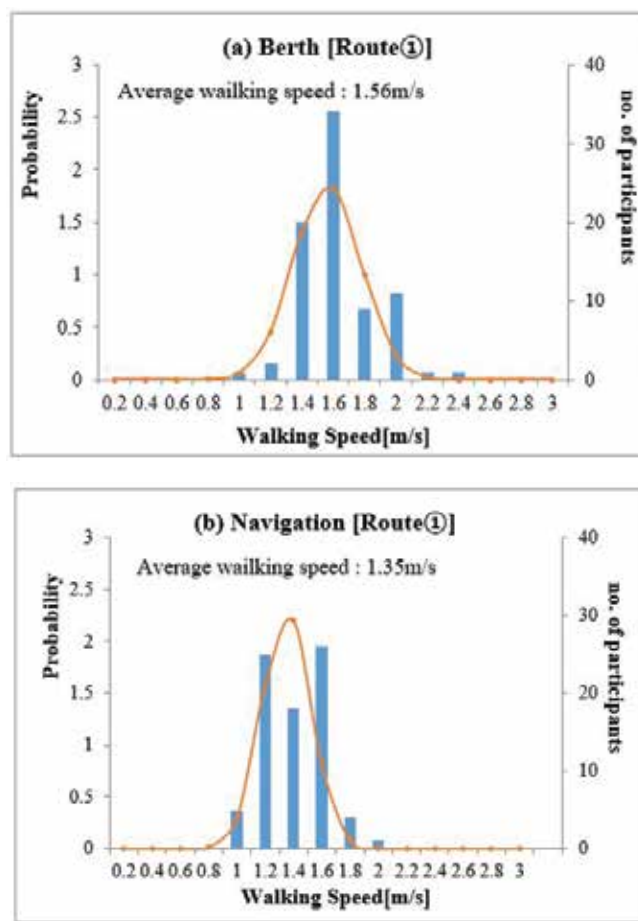 (a) Berth [Route①]
Average wailking speed : 1.56m/s
Probability
no. of participants
3
2.5
2
1.5
1
0.5
0
40
30
20
10
0
0.2 0.4 0.6 0.8 1 1.2 1.4 1.6 1.8 2 2.2 2.4 2.6 2.8 3
Walking Speed[m/s]
(b) Navigation [Route①]
Average wailking speed : 1.35m/s
Probability
no. of participants
3
2.5
2
1.5
1
0.5
0
40
30
20
10
0
0.2 0.4 0.6 0.8 1 1.2 1.4 1.6 1.8 2 2.2 2.4 2.6 2.8 3
Walking Speed[m/s]